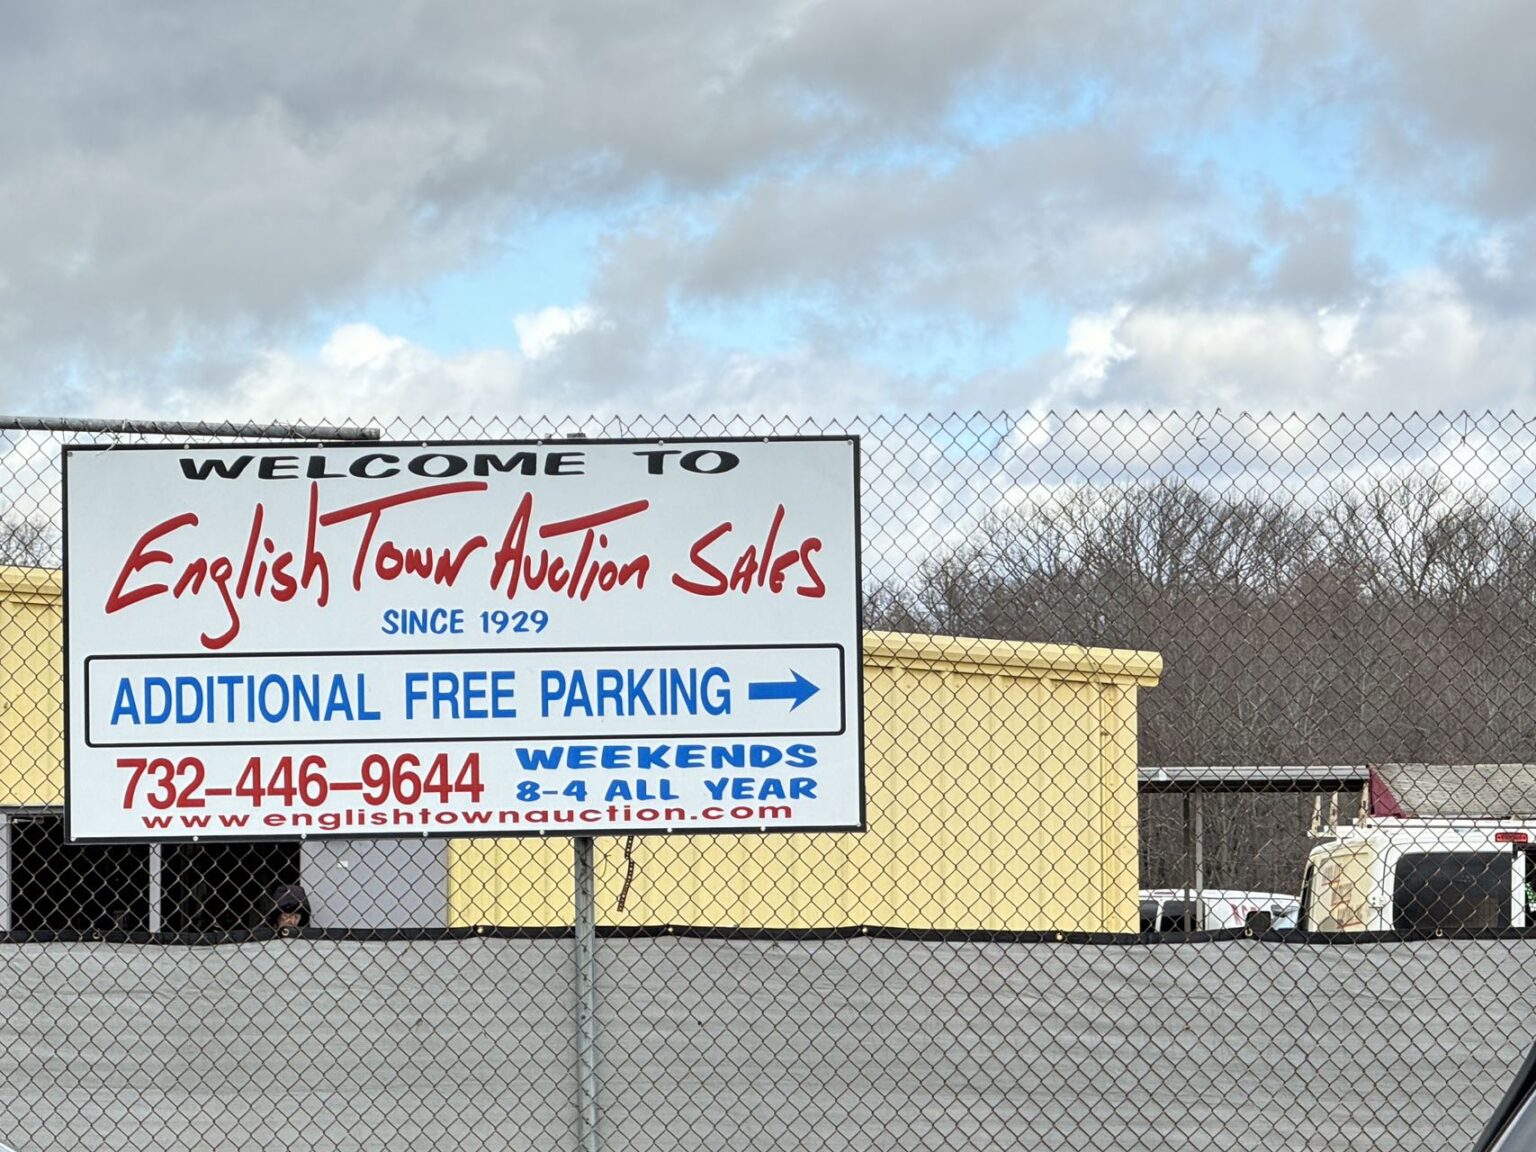 WELCOME TO
English Town Auction Sales
SINCE 1929
ADDITIONAL FREE PARKING
732-446-9644
WEEKENDS
8-4 ALL YEAR
www.englishtownauction.com